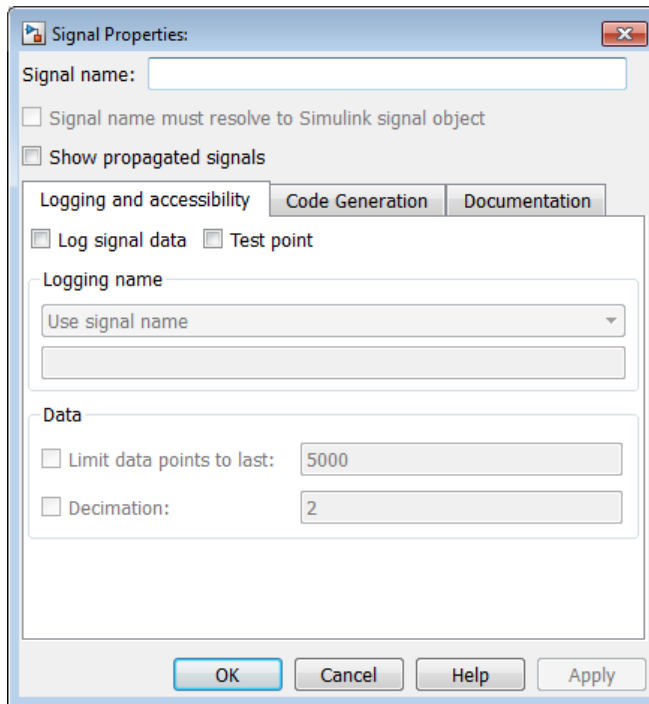 Signal Properties:
Signal name:
Signal name must resolve to Simulink signal object
Show propagated signals
Logging and accessibility Code Generation Documentation
Log signal data Test point
Logging name
Use signal name
Data
Limit data points to last: 5000
Decimation: 2
OK Cancel Help Apply